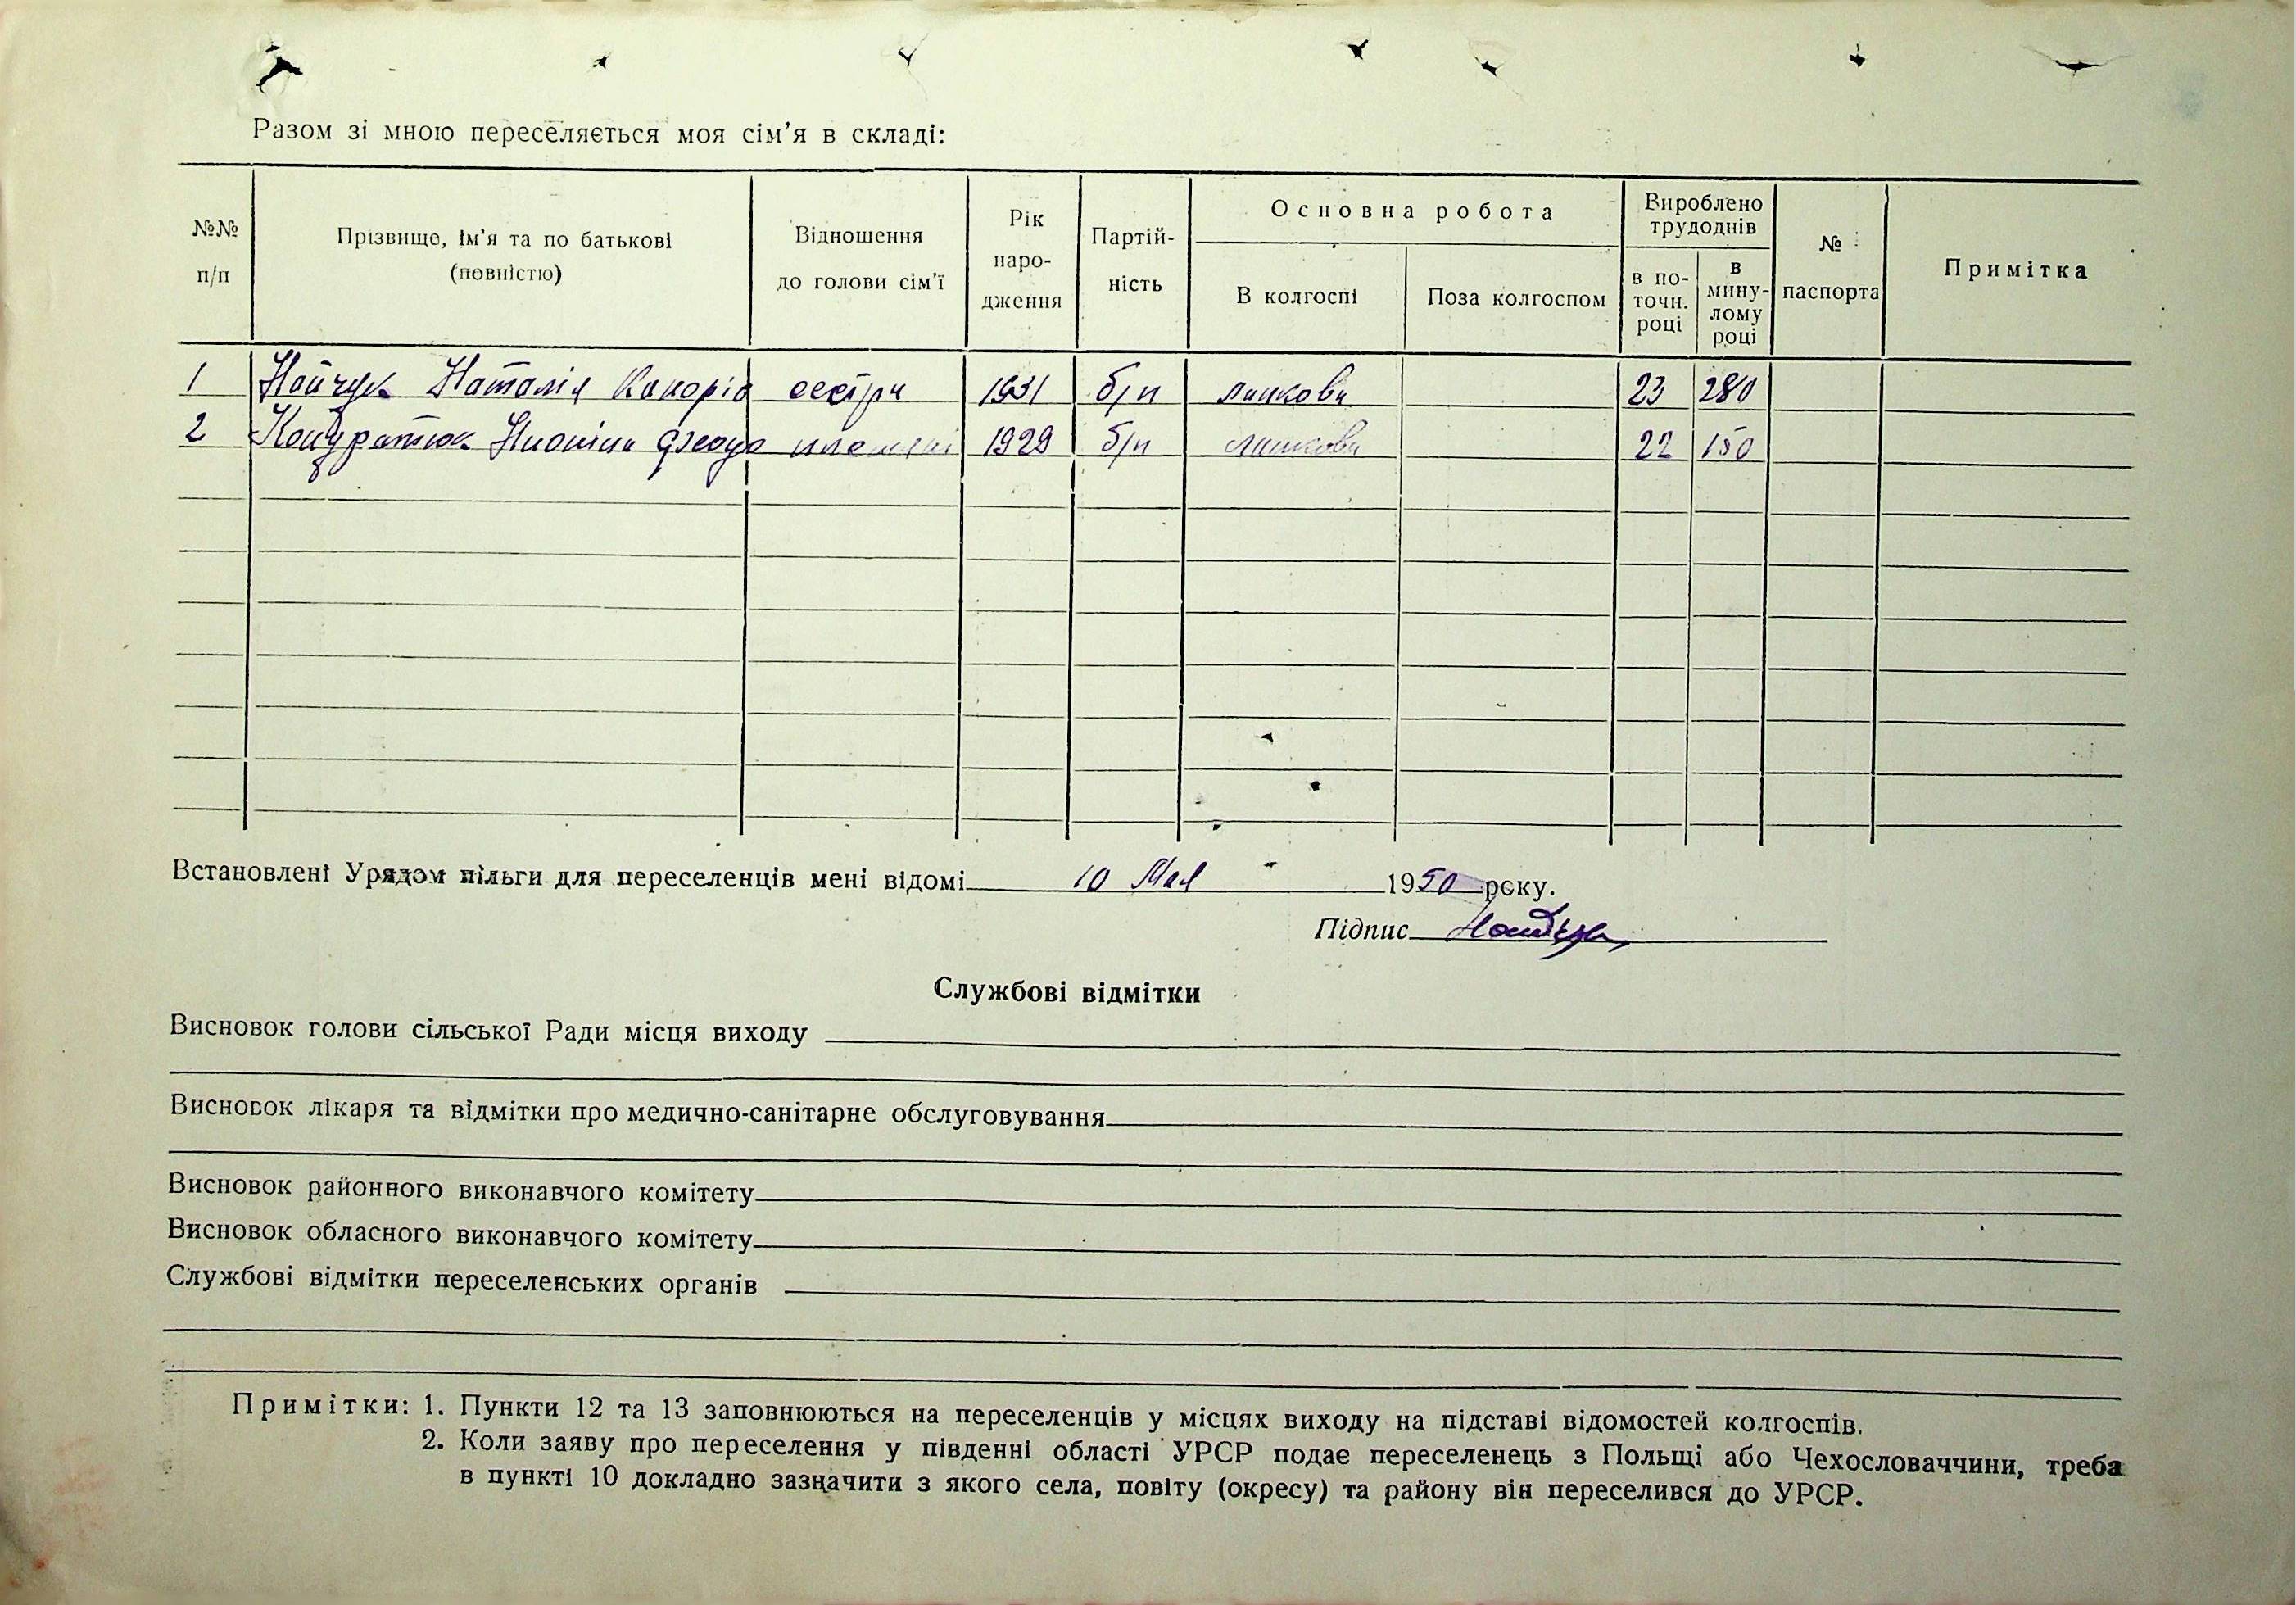 Разом зі мною переселяється моя сім’я в складі:
№№ п/п
Прізвище, ім’я та по батькові (повністю)
Відношення до голови сім’ї
Рік народження
Партійність
Основна робота
В колгоспі
Поза колгоспом
Вироблено трудоднів
в поточн. році
в минулому році
№ паспорта
Примітка
1 Наталія сестра 1931 б/п ланкова 23 280
2 Кондратюк 1929 б/п ланкова 22 150
Встановлені Урядом пільги для переселенців мені відомі 10 Мая 1950 року.
Підпис
Службові відмітки
Висновок голови сільської Ради місця виходу
Висновок лікаря та відмітки про медично-санітарне обслуговування
Висновок районного виконавчого комітету
Висновок обласного виконавчого комітету
Службові відмітки переселенських органів
Примітки: 1. Пункти 12 та 13 заповнюються на переселенців у місцях виходу на підставі відомостей колгоспів.
2. Коли заяву про переселення у південні області УРСР подає переселенець з Польщі або Чехословаччини, треба
в пункті 10 докладно зазначити з якого села, повіту (окресу) та району він переселився до УРСР.